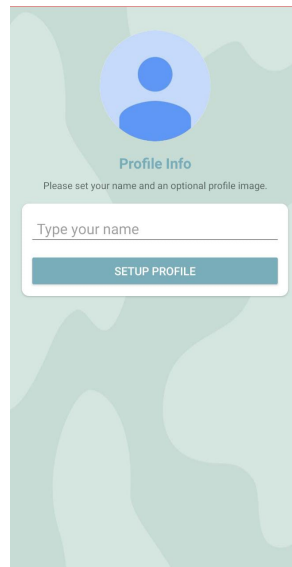 Profile Info
Please set your name and an optional profile image.
Type your name
SETUP PROFILE